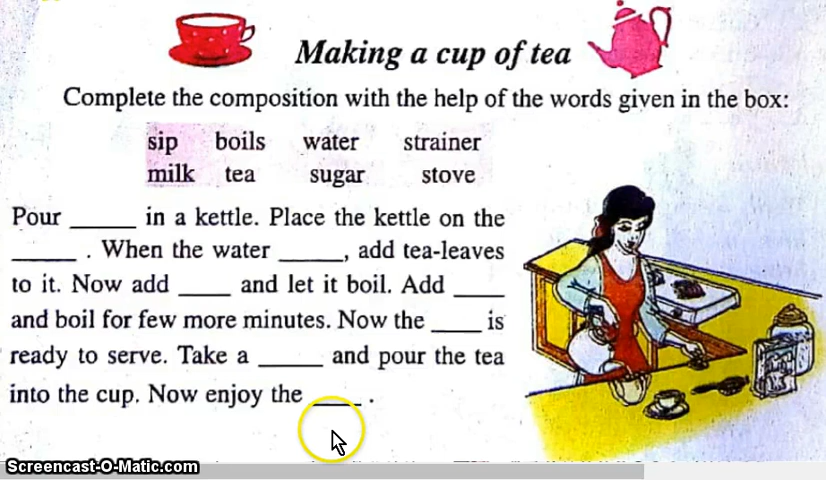 Making a cup of tea
Complete the composition with the help of the words given in the box:
sip boils water strainer
milk tea sugar stove
Pour _____ in a kettle. Place the kettle on the
_____ . When the water _____, add tea-leaves
to it. Now add ____ and let it boil. Add ____
and boil for few more minutes. Now the ____ is
ready to serve. Take a _____ and pour the tea
into the cup. Now enjoy the ____ .
Screencast-O-Matic.com